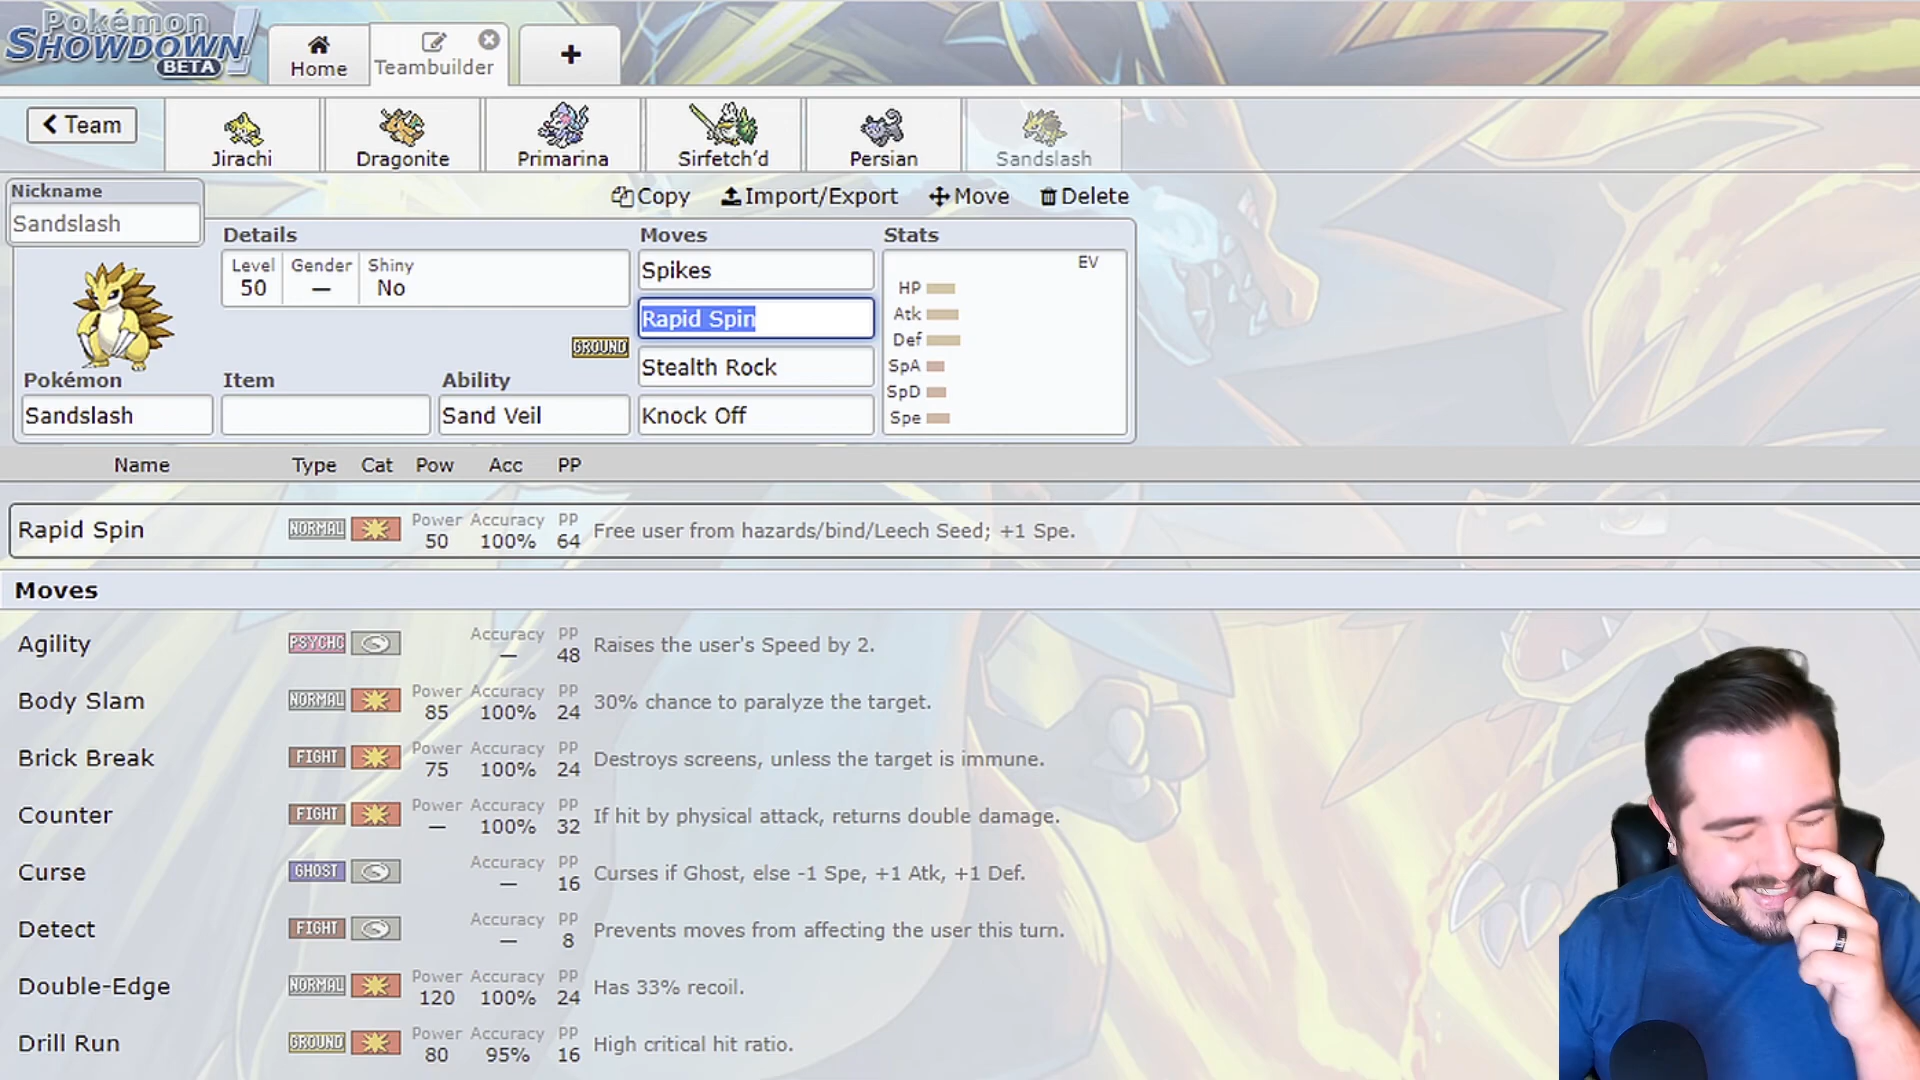 Pokémon
SHOWDOWN!
BETA
Home
Teambuilder
+
Team
Jirachi
Dragonite
Primarina
Sirfetch'd
Persian
Sandslash
Nickname
Sandslash
Copy
Import/Export
Move
Delete
Details
Level Gender Shiny
50 — No
GROUND
Pokémon
Sandslash
Item
Ability
Sand Veil
Moves
Spikes
Rapid Spin
Stealth Rock
Knock Off
Stats
EV
HP
Atk
Def
SpA
SpD
Spe
Name Type Cat Pow Acc PP
Rapid Spin NORMAL Power 50 Accuracy 100% PP 64 Free user from hazards/bind/Leech Seed; +1 Spe.
Moves
Agility PSYCHC Accuracy — PP 48 Raises the user's Speed by 2.
Body Slam NORMAL Power 85 Accuracy 100% PP 24 30% chance to paralyze the target.
Brick Break FIGHT Power 75 Accuracy 100% PP 24 Destroys screens, unless the target is immune.
Counter FIGHT Power — Accuracy 100% PP 32 If hit by physical attack, returns double damage.
Curse GHOST Accuracy — PP 16 Curses if Ghost, else -1 Spe, +1 Atk, +1 Def.
Detect FIGHT Accuracy — PP 8 Prevents moves from affecting the user this turn.
Double-Edge NORMAL Power 120 Accuracy 100% PP 24 Has 33% recoil.
Drill Run GROUND Power 80 Accuracy 95% PP 16 High critical hit ratio.